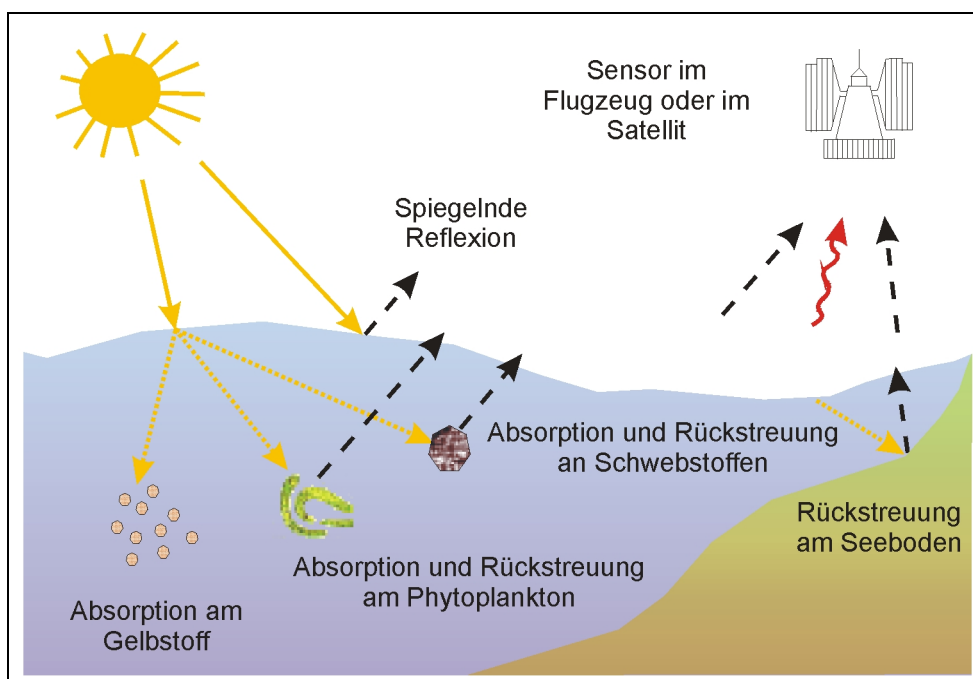 Sensor im
Flugzeug oder im
Satellit
Spiegelnde
Reflexion
Absorption und Rückstreuung
an Schwebstoffen
Rückstreuung
am Seeboden
Absorption und Rückstreuung
am Phytoplankton
Absorption am
Gelbstoff